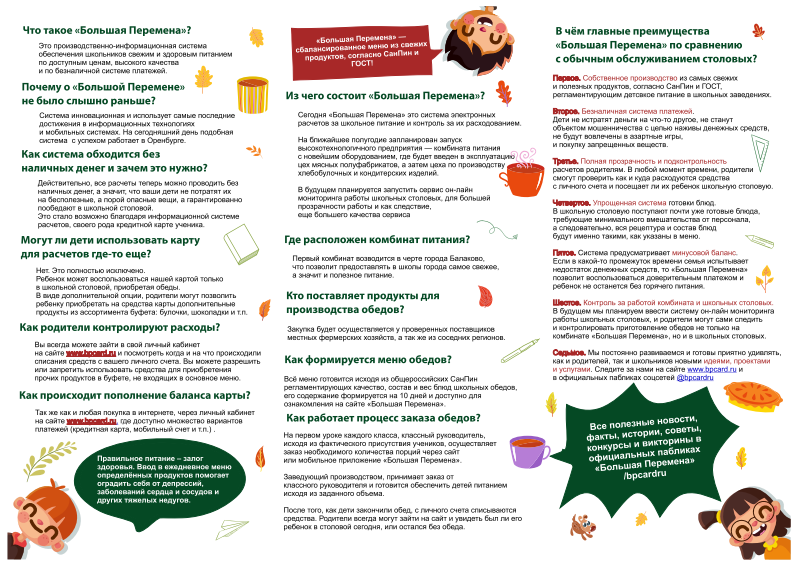 Что такое «Большая Перемена»?
Это производственно-информационная система
обеспечения школьников свежим и здоровым питанием
по доступным ценам, высокого качества
и по безналичной системе платежей.
Почему о «Большой Перемене»
не было слышно раньше?
Система инновационная и использует самые последние
достижения в информационных технологиях
и мобильных системах. На сегодняшний день подобная
система с успехом работает в Оренбурге.
Как система обходится без
наличных денег и зачем это нужно?
Действительно, все расчеты теперь можно проводить без
наличных денег, а значит, что ваши дети не потратят их
на бесполезные, а порой опасные вещи, а гарантированно
пообедают в школьной столовой.
Это стало возможно благодаря информационной системе
расчетов, своего рода кредитной карте ученика.
Могут ли дети использовать карту
для расчетов где-то еще?
Нет. Это полностью исключено.
Ребенок может воспользоваться нашей картой только
в школьной столовой, приобретая обеды.
В виде дополнительной опции, родители могут позволить
ребенку приобретать на средства карты дополнительные
продукты из ассортимента буфета: булочки, шоколадки и т.п.
Как родители контролируют расходы?
Вы всегда можете зайти в свой личный кабинет
на сайте www.bpcard.ru и посмотреть когда и на что происходили
списания средств с вашего личного счета. Вы можете разрешить
или запретить использовать средства для приобретения
прочих продуктов в буфете, не входящих в основное меню.
Как происходит пополнение баланса карты?
Так же как и любая покупка в интернете, через личный кабинет
на сайте www.bpcard.ru, где доступно множество вариантов
платежей (кредитная карта, мобильный счет и т.п.) .
Правильное питание – залог
здоровья. Ввод в ежедневное меню
определённых продуктов помогает
оградить себя от депрессий,
заболеваний сердца и сосудов и
других тяжелых недугов.
«Большая Перемена» —
сбалансированное меню из свежих
продуктов, согласно СанПин и
ГОСТ!
Из чего состоит «Большая Перемена»?
Сегодня «Большая Перемена» это система электронных
расчетов за школьное питание и контроль за их расходованием.
На ближайшее полугодие запланирован запуск
высокотехнологичного предприятия — комбината питания
с новейшим оборудованием, где будет введен в эксплуатацию
цех мясных полуфабрикатов, а затем цеха по производству
хлебобулочных и кондитерских изделий.
В будущем планируется запустить сервис он-лайн
мониторинга работы школьных столовых, для большей
прозрачности работы и как следствие,
еще большего качества сервиса
Где расположен комбинат питания?
Первый комбинат возводится в черте города Балаково,
что позволит предоставлять в школы города самое свежее,
а значит и полезное питание.
Кто поставляет продукты для
производства обедов?
Закупка будет осуществляется у проверенных поставщиков
местных фермерских хозяйств, а так же из соседних регионов.
Как формируется меню обедов?
Всё меню готовится исходя из общероссийских СанПин
регламентирующих качество, состав и вес блюд школьных обедов,
его содержание формируется на 10 дней и доступно для
ознакомления на сайте «Большая Перемена».
Как работает процесс заказа обедов?
На первом уроке каждого класса, классный руководитель,
исходя из фактического присутствия учеников, осуществляет
заказ необходимого количества порций через сайт
или мобильное приложение «Большая Перемена».
Заведующий производством, принимает заказ от
классного руководителя и готовится обеспечить детей питанием
исходя из заданного объема.
После того, как дети закончили обед, с личного счета списываются
средства. Родители всегда могут зайти на сайт и увидеть был ли его
ребенок в столовой сегодня, или остался без обеда.
В чём главные преимущества
«Большая Перемена» по сравнению
с обычным обслуживанием столовых?
Первое. Собственное производство из самых свежих
и полезных продуктов, согласно СанПин и ГОСТ,
регламентирующим детское питание в школьных заведениях.
Второе. Безналичная система платежей.
Дети не истратят деньги на что-то другое, не станут
объектом мошенничества с целью наживы денежных средств,
не будут вовлечены в азартные игры,
и покупку запрещенных веществ.
Третье. Полная прозрачность и подконтрольность
расчетов родителям. В любой момент времени, родители
смогут проверить как и куда расходуются средства
с личного счета и посещает ли их ребенок школьную столовую.
Четвертое. Упрощенная система готовки блюд.
В школьную столовую поступают почти уже готовые блюда,
требующие минимального вмешательства от персонала,
а следовательно, вся рецептура и состав блюд
будут именно такими, как указаны в меню.
Пятое. Система предусматривает минусовой баланс.
Если в какой-то промежуток времени семья испытывает
недостаток денежных средств, то «Большая Перемена»
позволит воспользоваться доверительным платежом и
ребенок не останется без горячего питания.
Шестое. Контроль за работой комбината и школьных столовых.
В будущем мы планируем ввести систему он-лайн мониторинга
работы школьных столовых, и родители могут сами следить
и контролировать приготовление обедов не только на
комбинате «Большая Перемена», но и в школьных столовых.
Седьмое. Мы постоянно развиваемся и готовы приятно удивлять,
как и родителей, так и школьников новыми идеями, проектами
и услугами. Следите за нами на сайте www.bpcard.ru и
в официальных пабликах соцсетей @bpcardru
Все полезные новости,
факты, истории, советы,
конкурсы и викторины в
официальных пабликах
«Большая Перемена»
/bpcardru